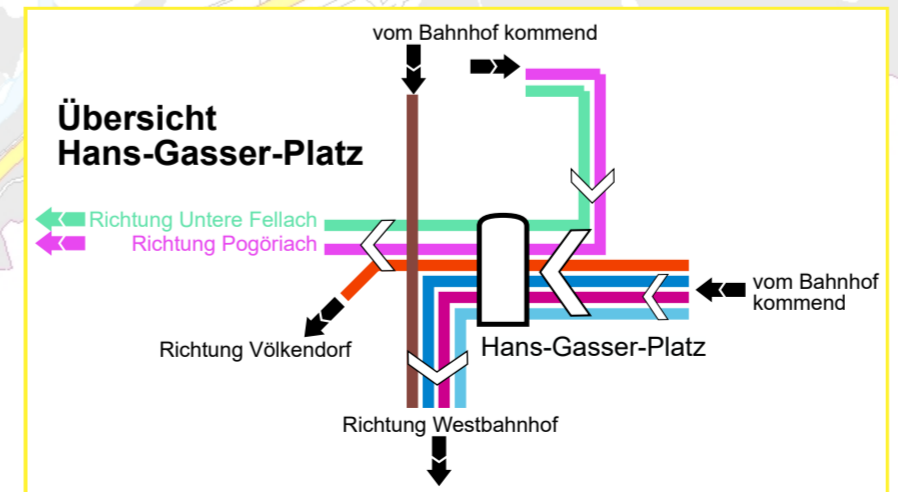 vom Bahnhof kommend
Übersicht
Hans-Gasser-Platz
Richtung Untere Fellach
Richtung Pogöriach
vom Bahnhof
kommend
Richtung Völkendorf
Hans-Gasser-Platz
Richtung Westbahnhof